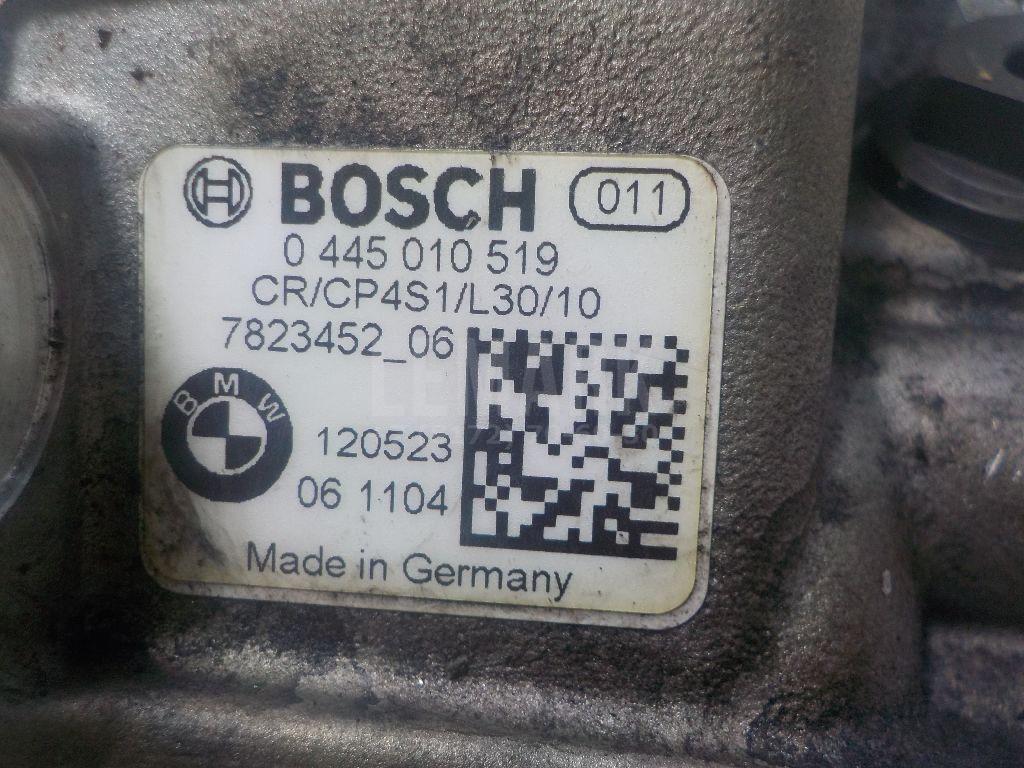 BOSCH 011
0 445 010 519
CR/CP4S1/L30/10
7823452_06
BMW
120523
06 1104
Made in Germany